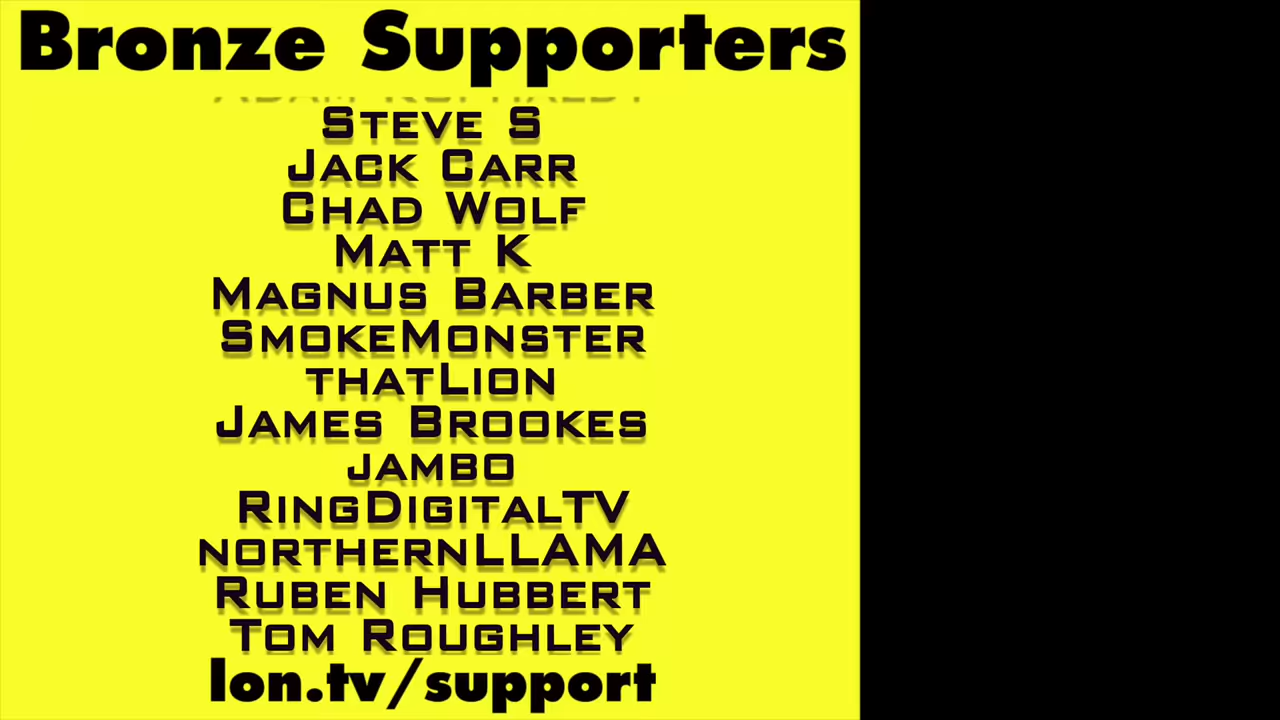 Bronze Supporters
Steve S
Jack Carr
Chad Wolf
Matt K
Magnus Barber
SmokeMonster
thatLion
James Brookes
jambo
RingDigitalTV
northernLLAMA
Ruben Hubbert
Tom Roughley
lon.tv/support